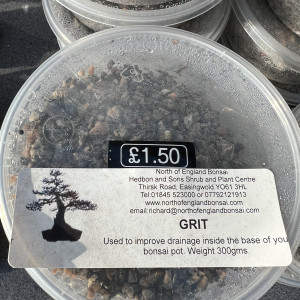 £1.50
North of England Bonsai
Hedbon and Sons Shrub and Plant Centre
Thirsk Road, Easingwold YO61 3HL
Tel:01845 523000 or 07792121913
www.northofenglandbonsai.com
email:richard@northofenglandbonsai.com
GRIT
Used to improve drainage inside the base of you
bonsai pot. Weight 300gms.